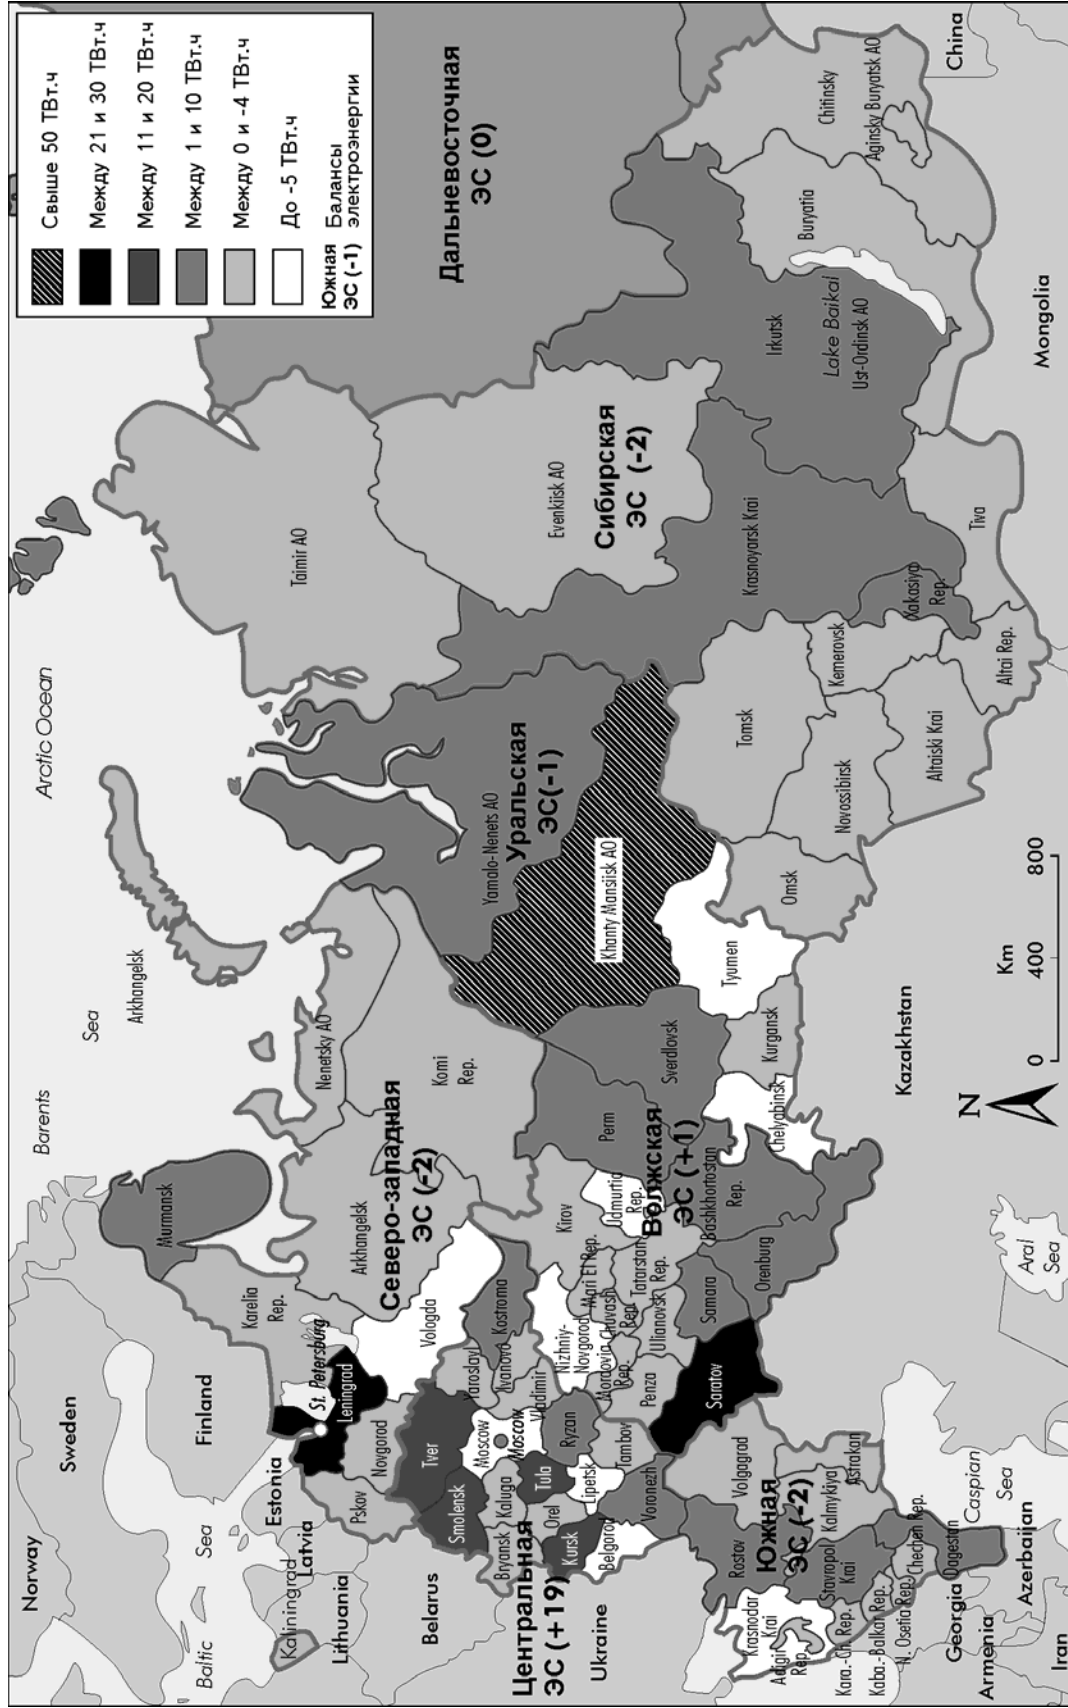 Norway
Sweden
Finland
Estonia
Latvia
Lithuania
Kaliningrad
Belarus
Ukraine
Baltic
Sea
Barents
Sea
Arctic Ocean
Свыше 50 ТВт.ч
Между 21 и 30 ТВт.ч
Между 11 и 20 ТВт.ч
Между 1 и 10 ТВт.ч
Между 0 и -4 ТВт.ч
До -5 ТВт.ч
Южная
ЭС (-1)
Балансы
электроэнергии
Дальневосточная
ЭС (0)
Murmansk
Karelia
Rep.
St. Petersburg
Leningrad
Novgorod
Pskov
Arkhangelsk
Arkhangelsk
Nenetsky AO
Komi
Rep.
Северо-западная
ЭС (-2)
Vologda
Kostroma
Yaroslavl
Ivanovo
Vladimir
Tver
Moscow
Moscow
Smolensk
Kaluga
Bryansk
Tula
Ryzan
Orel
Lipetsk
Tambov
Kursk
Belgorod
Voronezh
Центральная
ЭС (+19)
Nizhniy-
Novgorod
Kirov
Mari El Rep.
Chuvash
Rep.
Mordovia
Rep.
Tatarstan
Rep.
Udmurtia
Rep.
Ulianovsk
Penza
Perm
Волжская
ЭС (+1)
Samara
Saratov
Orenburg
Bashkhortostan
Rep.
Yamalo-Nenets AO
Уральская
ЭС(-1)
Khanty Mansiisk AO
Sverdlovsk
Tyumen
Kurgansk
Chelyabinsk
Taimir AO
Evenkiisk AO
Сибирская
ЭС (-2)
Krasnoyarsk Krai
Irkutsk
Lake Baikal
Ust-Ordinsk AO
Buryatia
Chitinsky
Aginsky Buryatsk AO
Xakasiya
Rep.
Tiva
Altai Rep.
Altaiski Krai
Kemerovsk
Tomsk
Novossibirsk
Omsk
Volgagrad
Astrakan
Kalmykiya
Rostov
Южная
ЭС (-2)
Stavropol
Krai
Krasnodar
Krai
Adigin
Rep.
Kara.-Ch. Rep.
Kaba.-Balkan Rep.
N. Osetia Rep.
Chechen Rep.
Dagestan
Georgia
Armenia
Azerbaijan
Iran
Caspian
Sea
Aral
Sea
Kazakhstan
Mongolia
China
N
Km
0
400
800